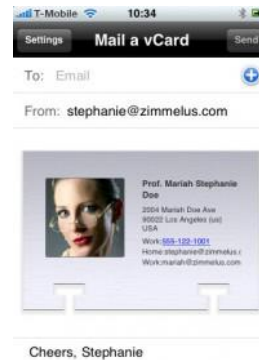 T-Mobile 10:34
Settings Mail a vCard Send
To: Email
From: stephanie@zimmelus.com
Prof. Mariah Stephanie
Doe
2004 Mariah Doe Ave
90022 Los Angeles (ca)
USA
Work:555-122-1001
Home:stephanie@zimmelus.c
Work:mariah@zimmelus.com
Cheers, Stephanie